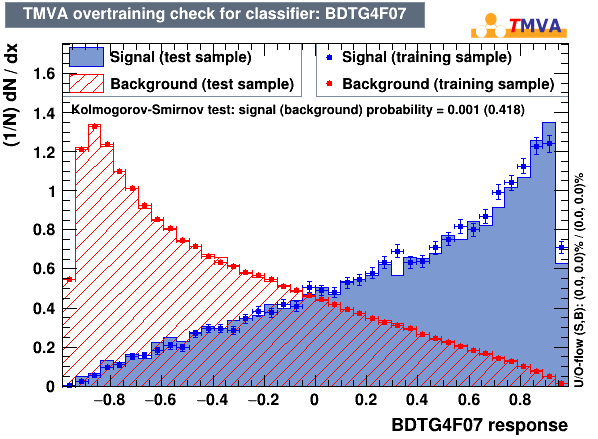 TMVA overtraining check for classifier: BDTG4F07
TMVA
(1/N) dN / dx
Signal (test sample)
Background (test sample)
Signal (training sample)
Background (training sample)
Kolmogorov-Smirnov test: signal (background) probability = 0.001 (0.418)
1.6
1.4
1.2
1
0.8
0.6
0.4
0.2
0
−0.8 −0.6 −0.4 −0.2 0 0.2 0.4 0.6 0.8
BDTG4F07 response
U/O-flow (S,B): (0.0, 0.0)% / (0.0, 0.0)%